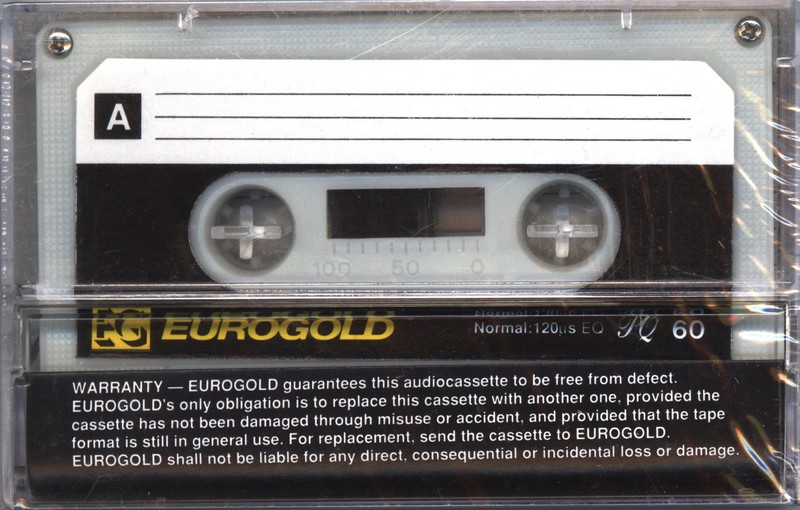 A
100 50 0
EG EUROGOLD Normal:120µs EQ PQ 60
WARRANTY — EUROGOLD guarantees this audiocassette to be free from defect.
EUROGOLD's only obligation is to replace this cassette with another one, provided the
cassette has not been damaged through misuse or accident, and provided that the tape
format is still in general use. For replacement, send the cassette to EUROGOLD.
EUROGOLD shall not be liable for any direct, consequential or incidental loss or damage.